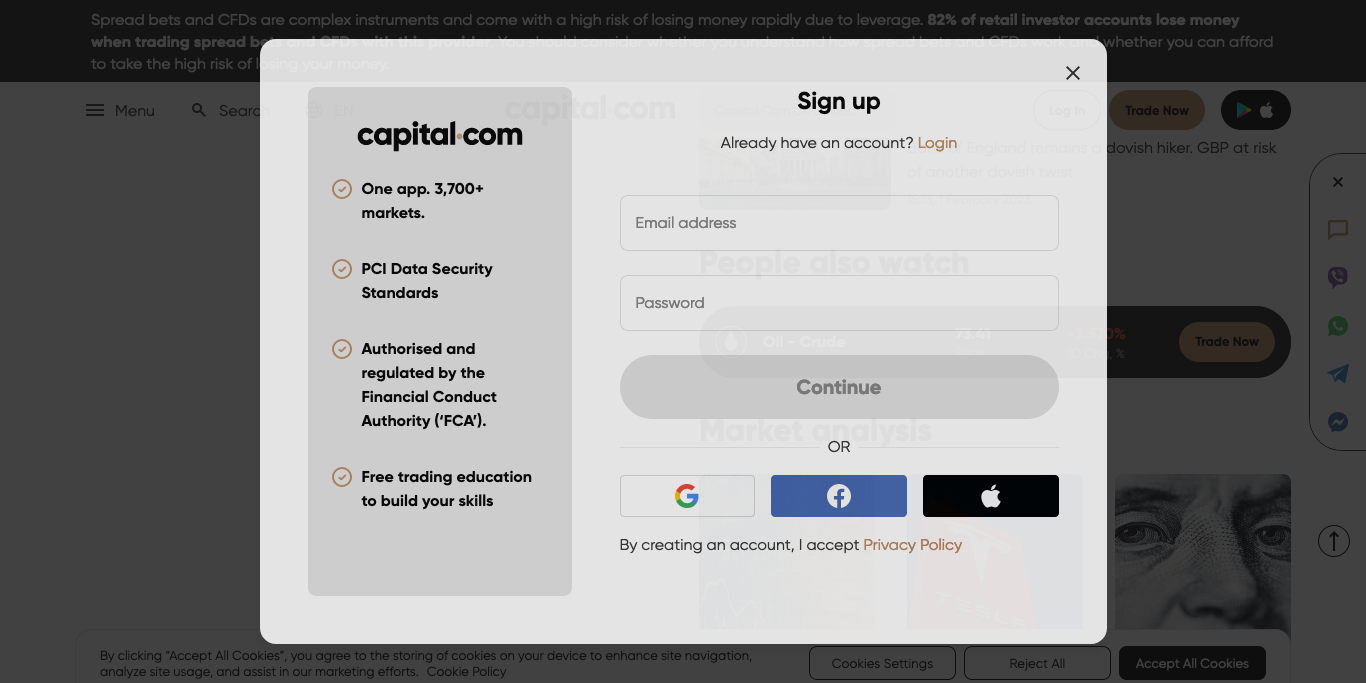 Spread bets and CFDs are complex instruments and come with a high risk of losing money rapidly due to leverage. 82% of retail investor accounts lose money
when trading spread bets and CFDs with this provider. You should consider whether you understand how spread bets and CFDs work and whether you can afford
to take the high risk of losing your money.
Menu
Search
EN
capital.com
Log In
Trade Now
England remains a dovish hiker. GBP at risk
of another dovish twist
People also watch
Oil - Crude
73.41
Trade Now
Market analysis
capital.com
One app. 3,700+
markets.
PCI Data Security
Standards
Authorised and
regulated by the
Financial Conduct
Authority (‘FCA’).
Free trading education
to build your skills
Sign up
Already have an account? Login
Email address
Password
Continue
OR
By creating an account, I accept Privacy Policy
TESLA
By clicking “Accept All Cookies”, you agree to the storing of cookies on your device to enhance site navigation,
analyze site usage, and assist in our marketing efforts. Cookie Policy
Cookies Settings
Reject All
Accept All Cookies